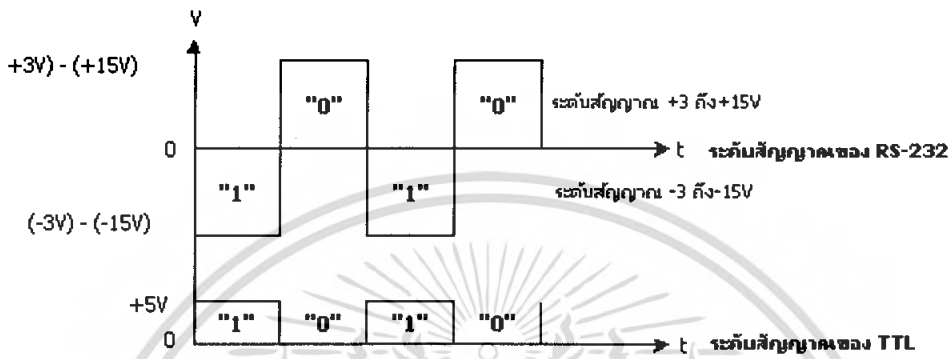 V
+3V) - (+15V)
"0" "0" ระดับสัญญาณ +3 ถึง+15V
0 t ระดับสัญญาณของ RS-232
"1" "1" ระดับสัญญาณ -3 ถึง-15V
(-3V) - (-15V)
+5V
"1" "0" "1" "0"
0 t ระดับสัญญาณของ TTL